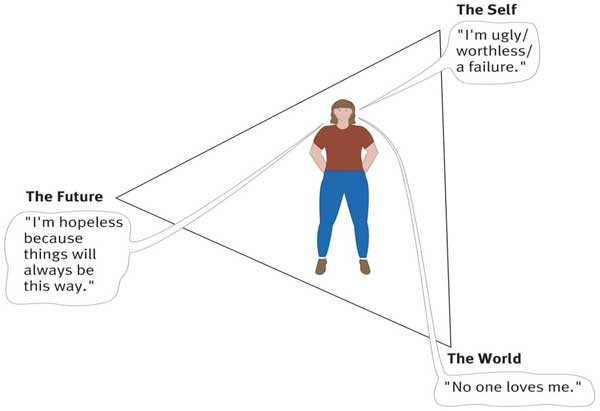 The Self
"I'm ugly/
worthless/
a failure."
The Future
"I'm hopeless
because
things will
always be
this way."
The World
"No one loves me."